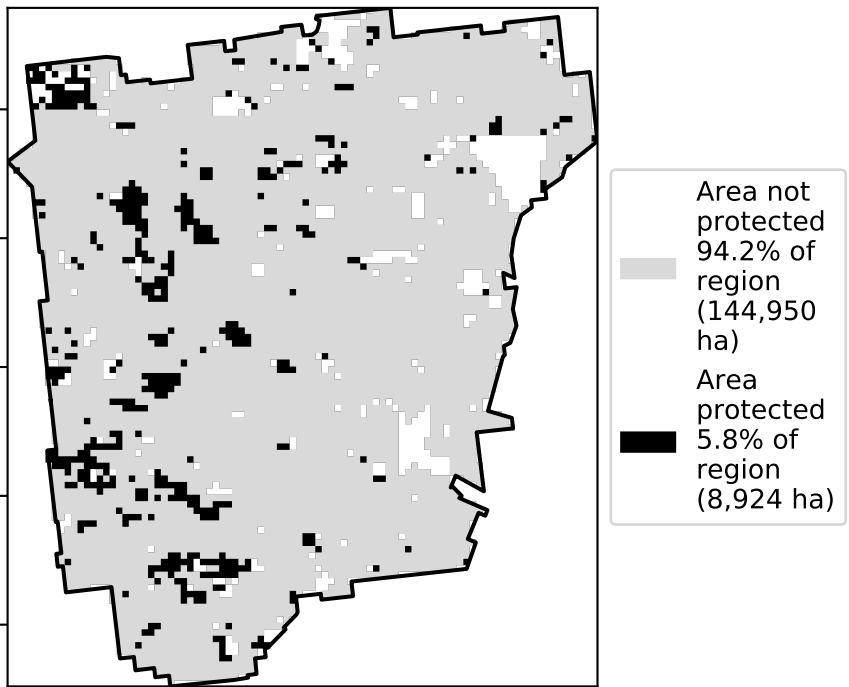 Area not
protected
94.2% of
region
(144,950
ha)
Area
protected
5.8% of
region
(8,924 ha)